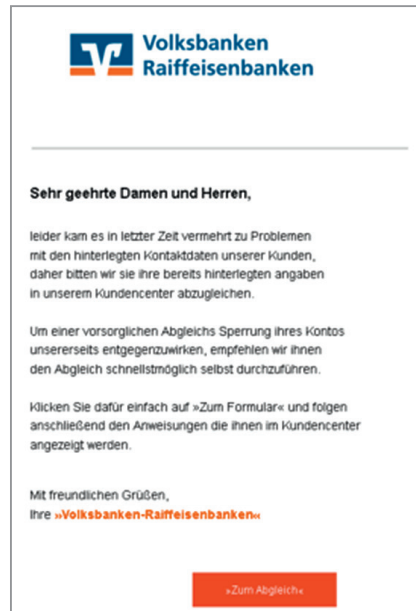 Volksbanken
Raiffeisenbanken
Sehr geehrte Damen und Herren,
leider kam es in letzter Zeit vermehrt zu Problemen
mit den hinterlegten Kontaktdaten unserer Kunden,
daher bitten wir sie ihre bereits hinterlegten angaben
in unserem Kundencenter abzugleichen.
Um einer vorsorglichen Abgleichs Sperrung ihres Kontos
unsererseits entgegenzuwirken, empfehlen wir ihnen
den Abgleich schnellstmöglich selbst durchzuführen.
Klicken Sie dafür einfach auf »Zum Formular« und folgen
anschließend den Anweisungen die ihnen im Kundencenter
angezeigt werden.
Mit freundlichen Grüßen,
Ihre »Volksbanken-Raiffeisenbanken«
»Zum Abgleich«